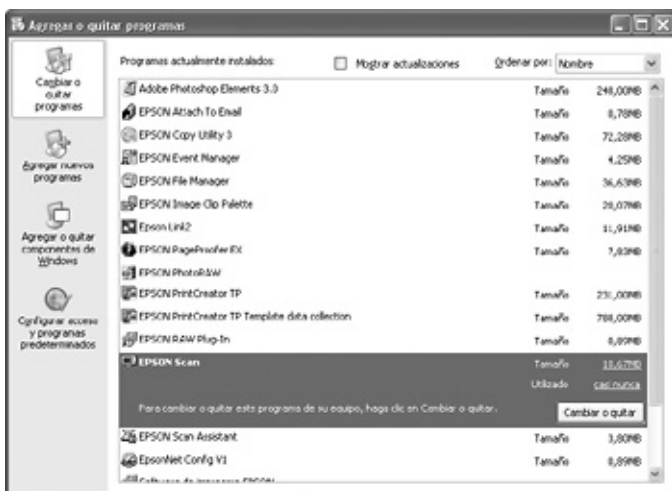 Agregar o quitar programas
Cambiar o
quitar
programas
Agregar nuevos
programas
Agregar o quitar
componentes de
Windows
Configurar acceso
y programas
predeterminados
Programas actualmente instalados: Mostrar actualizaciones Ordenar por: Nombre
Adobe Photoshop Elements 3.0 Tamaño 248,00MB
EPSON Attach To Email Tamaño 0,78MB
EPSON Copy Utility 3 Tamaño 72,28MB
EPSON Event Manager Tamaño 4,25MB
EPSON File Manager Tamaño 36,63MB
EPSON Image Clip Palette Tamaño 20,07MB
Epson Link2 Tamaño 11,91MB
EPSON PageProofer EX Tamaño 7,83MB
EPSON PhotoRAW
EPSON PrintCreator TP Tamaño 231,00MB
EPSON PrintCreator TP Template data collection Tamaño 788,00MB
EPSON RAW Plug-In Tamaño 0,89MB
EPSON Scan Tamaño 10,67MB
Utilizado casi nunca
Para cambiar o quitar este programa de su equipo, haga clic en Cambiar o quitar. Cambiar o quitar
EPSON Scan Assistant Tamaño 3,80MB
EpsonNet Config V1 Tamaño 0,89MB